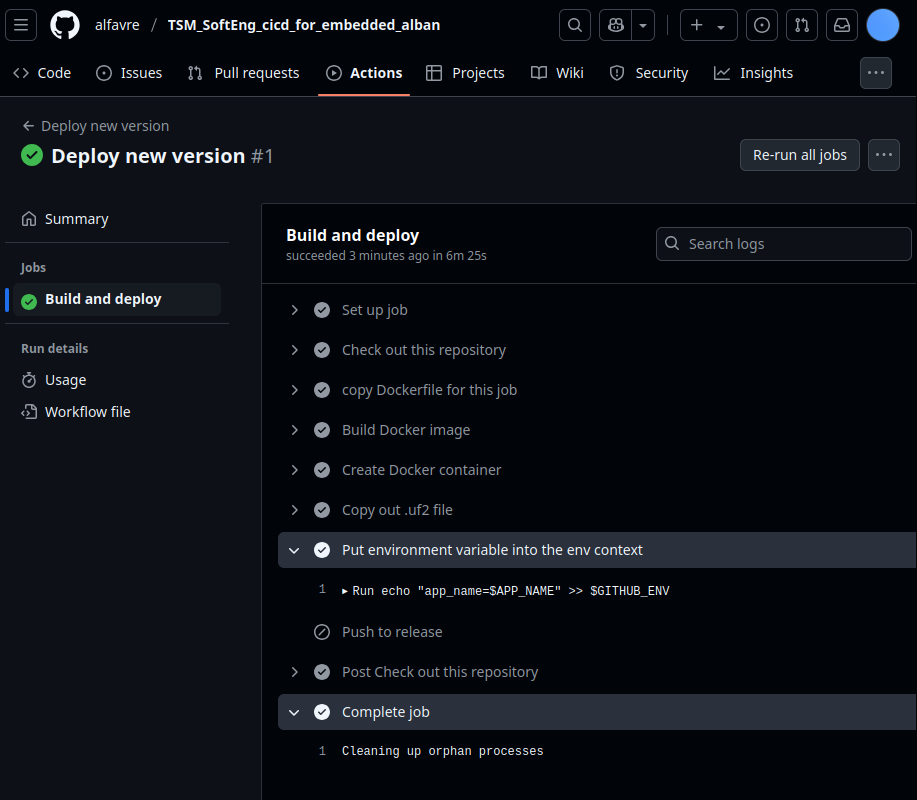 alfavre / TSM_SoftEng_cicd_for_embedded_alban
Code Issues Pull requests Actions Projects Wiki Security Insights
Deploy new version
Deploy new version #1
Re-run all jobs
Summary
Jobs
Build and deploy
Run details
Usage
Workflow file
Build and deploy
succeeded 3 minutes ago in 6m 25s
Search logs
Set up job
Check out this repository
copy Dockerfile for this job
Build Docker image
Create Docker container
Copy out .uf2 file
Put environment variable into the env context
1 ▸ Run echo "app_name=$APP_NAME" >> $GITHUB_ENV
Push to release
Post Check out this repository
Complete job
1 Cleaning up orphan processes